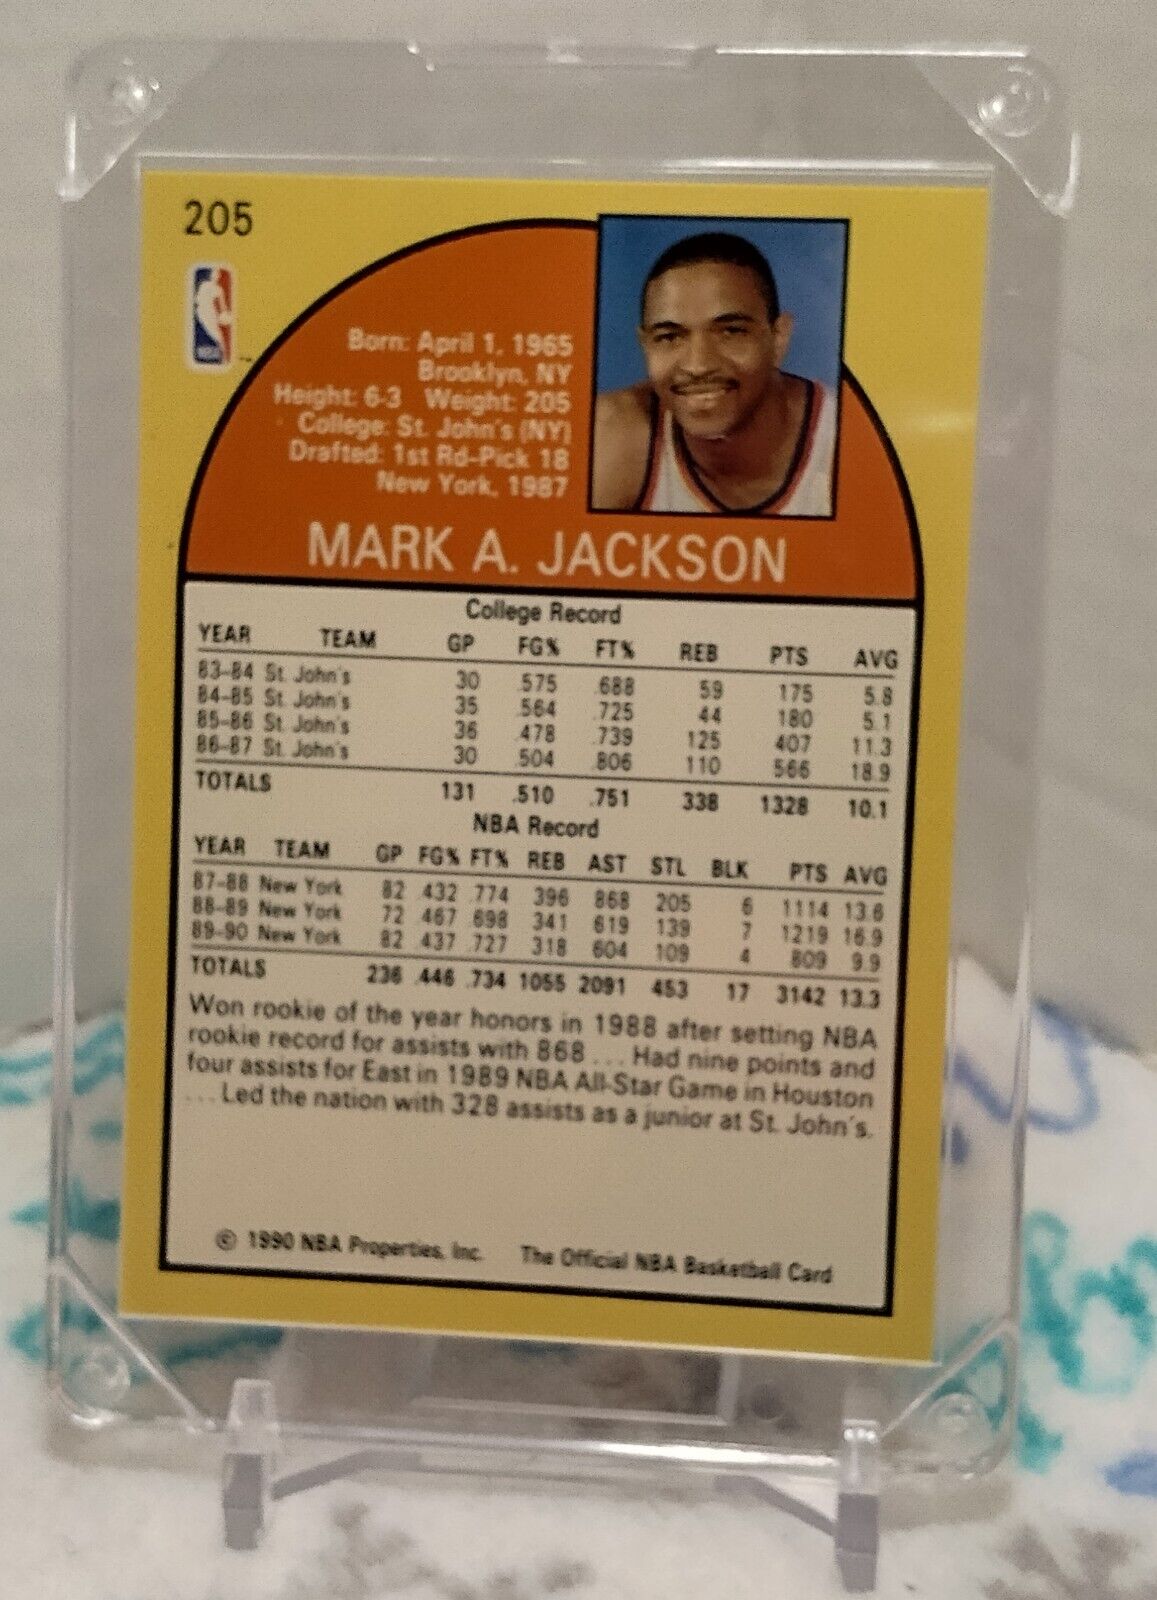 205
NBA
Born: April 1, 1965
Brooklyn, NY
Height: 6-3 Weight: 205
College: St. John's (NY)
Drafted: 1st Rd-Pick 18
New York, 1987
MARK A. JACKSON
College Record
YEAR TEAM GP FG% FT% REB PTS AVG
83-84 St. John's 30 .575 .688 59 175 5.8
84-85 St. John's 35 .564 .725 44 180 5.1
85-86 St. John's 36 .478 .739 125 407 11.3
86-87 St. John's 30 .504 .806 110 566 18.9
TOTALS 131 .510 .751 338 1328 10.1
NBA Record
YEAR TEAM GP FG% FT% REB AST STL BLK PTS AVG
87-88 New York 82 .432 .774 396 868 205 6 1114 13.6
88-89 New York 72 .467 .698 341 619 139 7 1219 16.9
89-90 New York 82 .437 .727 318 604 109 4 809 9.9
TOTALS 236 .446 .734 1055 2091 453 17 3142 13.3
Won rookie of the year honors in 1988 after setting NBA
rookie record for assists with 868 ... Had nine points and
four assists for East in 1989 NBA All-Star Game in Houston
... Led the nation with 328 assists as a junior at St. John's.
© 1990 NBA Properties, Inc. The Official NBA Basketball Card